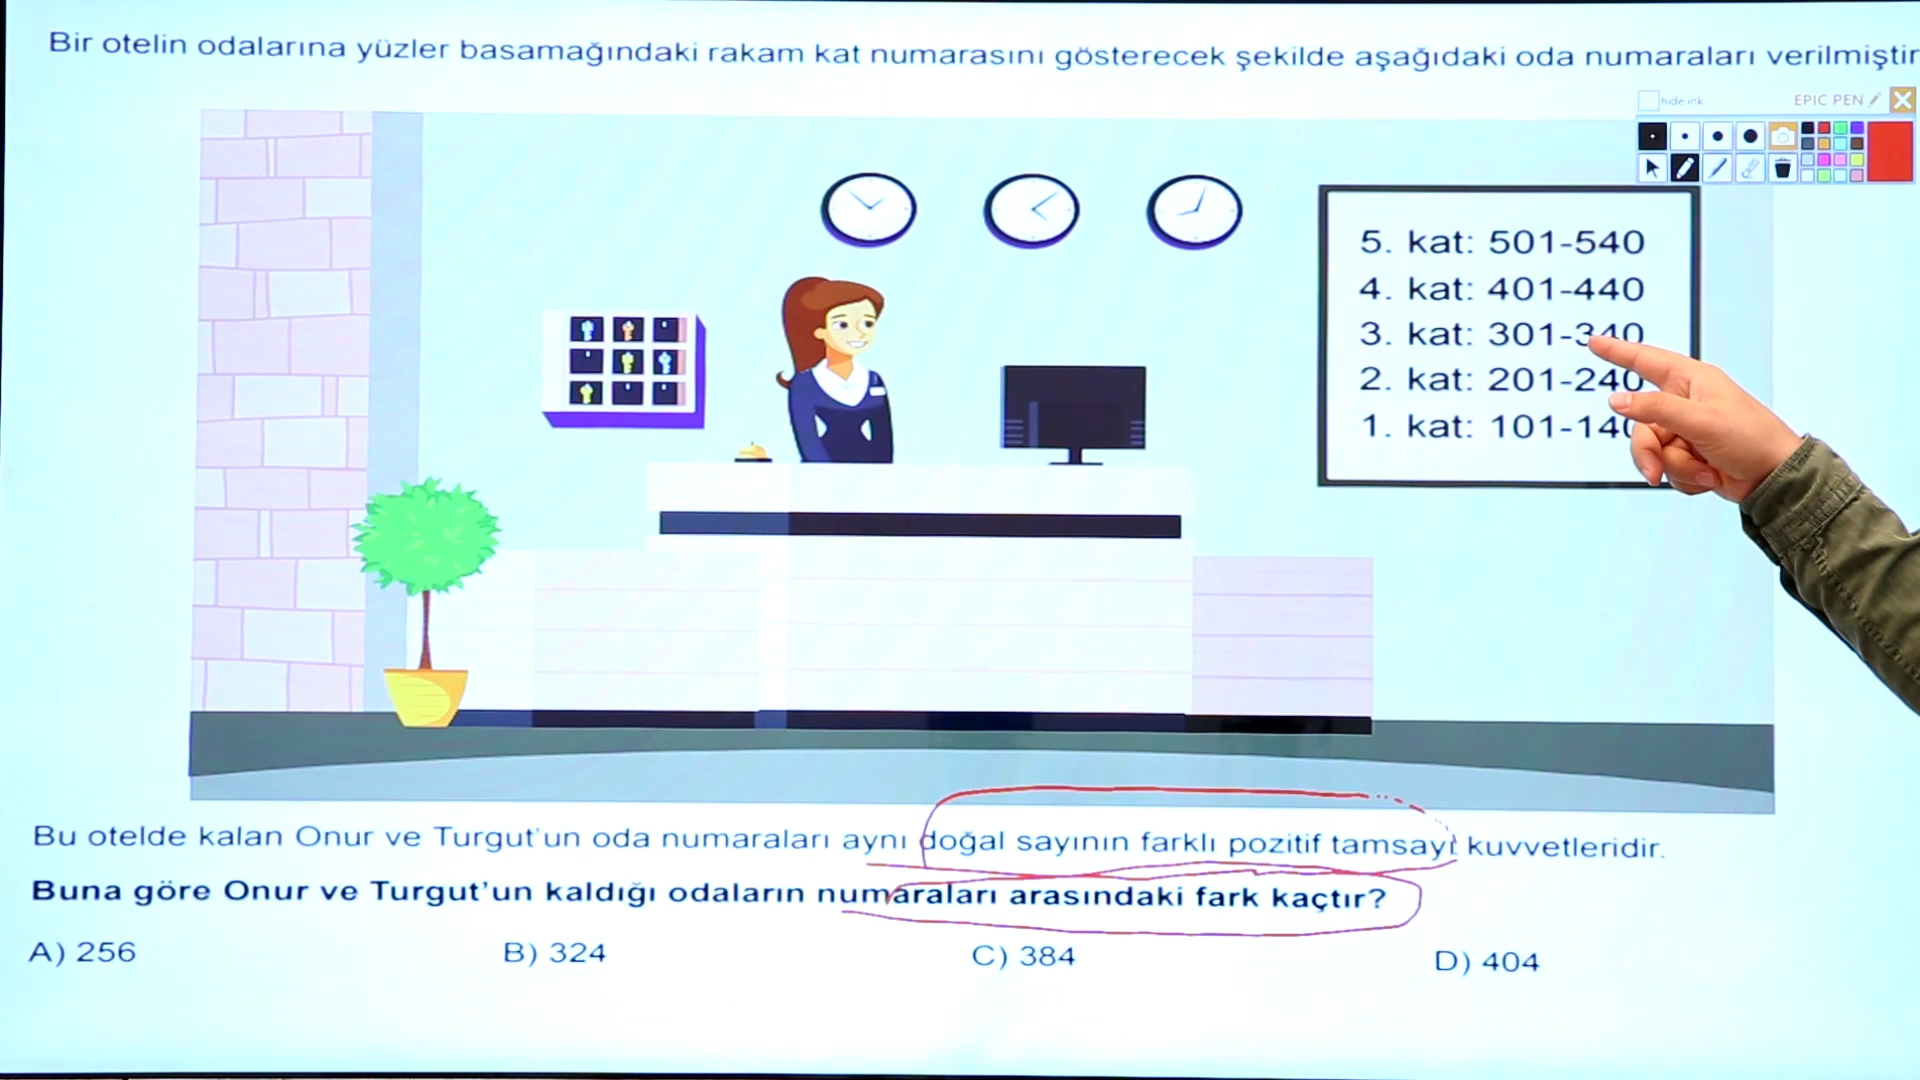 Bir otelin odalarına yüzler basamağındaki rakam kat numarasını gösterecek şekilde aşağıdaki oda numaraları verilmiştir
hide ink
EPIC PEN
5. kat: 501-540
4. kat: 401-440
3. kat: 301-340
2. kat: 201-240
1. kat: 101-140
Bu otelde kalan Onur ve Turgut'un oda numaraları aynı doğal sayının farklı pozitif tamsayı kuvvetleridir.
Buna göre Onur ve Turgut'un kaldığı odaların numaraları arasındaki fark kaçtır?
A) 256
B) 324
C) 384
D) 404